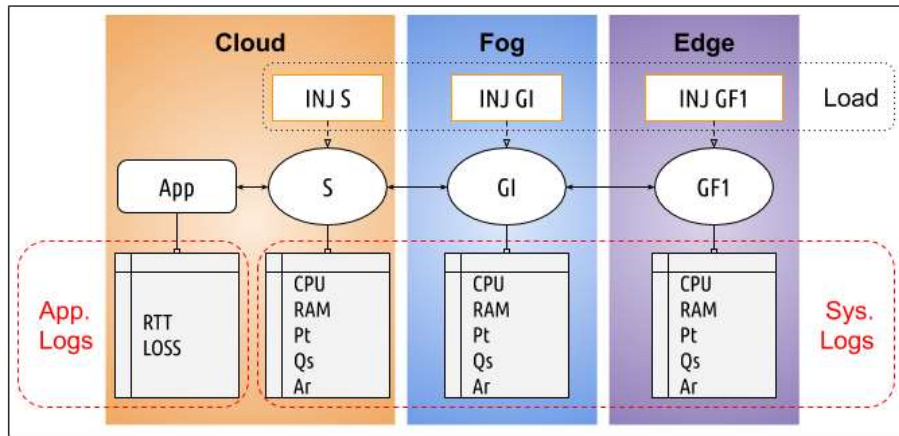 Cloud
Fog
Edge
INJ S
INJ GI
INJ GF1
Load
App
S
GI
GF1
App.
Logs
RTT
LOSS
CPU
RAM
Pt
Qs
Ar
CPU
RAM
Pt
Qs
Ar
CPU
RAM
Pt
Qs
Ar
Sys.
Logs